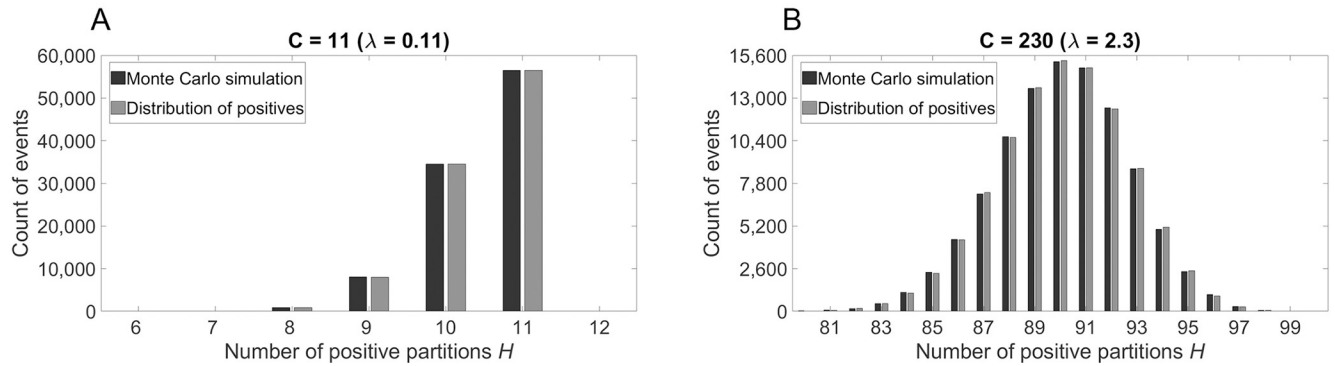 A
C = 11 (λ = 0.11)
60,000
50,000
40,000
30,000
20,000
10,000
0
Count of events
Monte Carlo simulation
Distribution of positives
6 7 8 9 10 11 12
Number of positive partitions H
B
C = 230 (λ = 2.3)
15,600
13,000
10,400
7,800
5,200
2,600
0
Count of events
Monte Carlo simulation
Distribution of positives
81 83 85 87 89 91 93 95 97 99
Number of positive partitions H